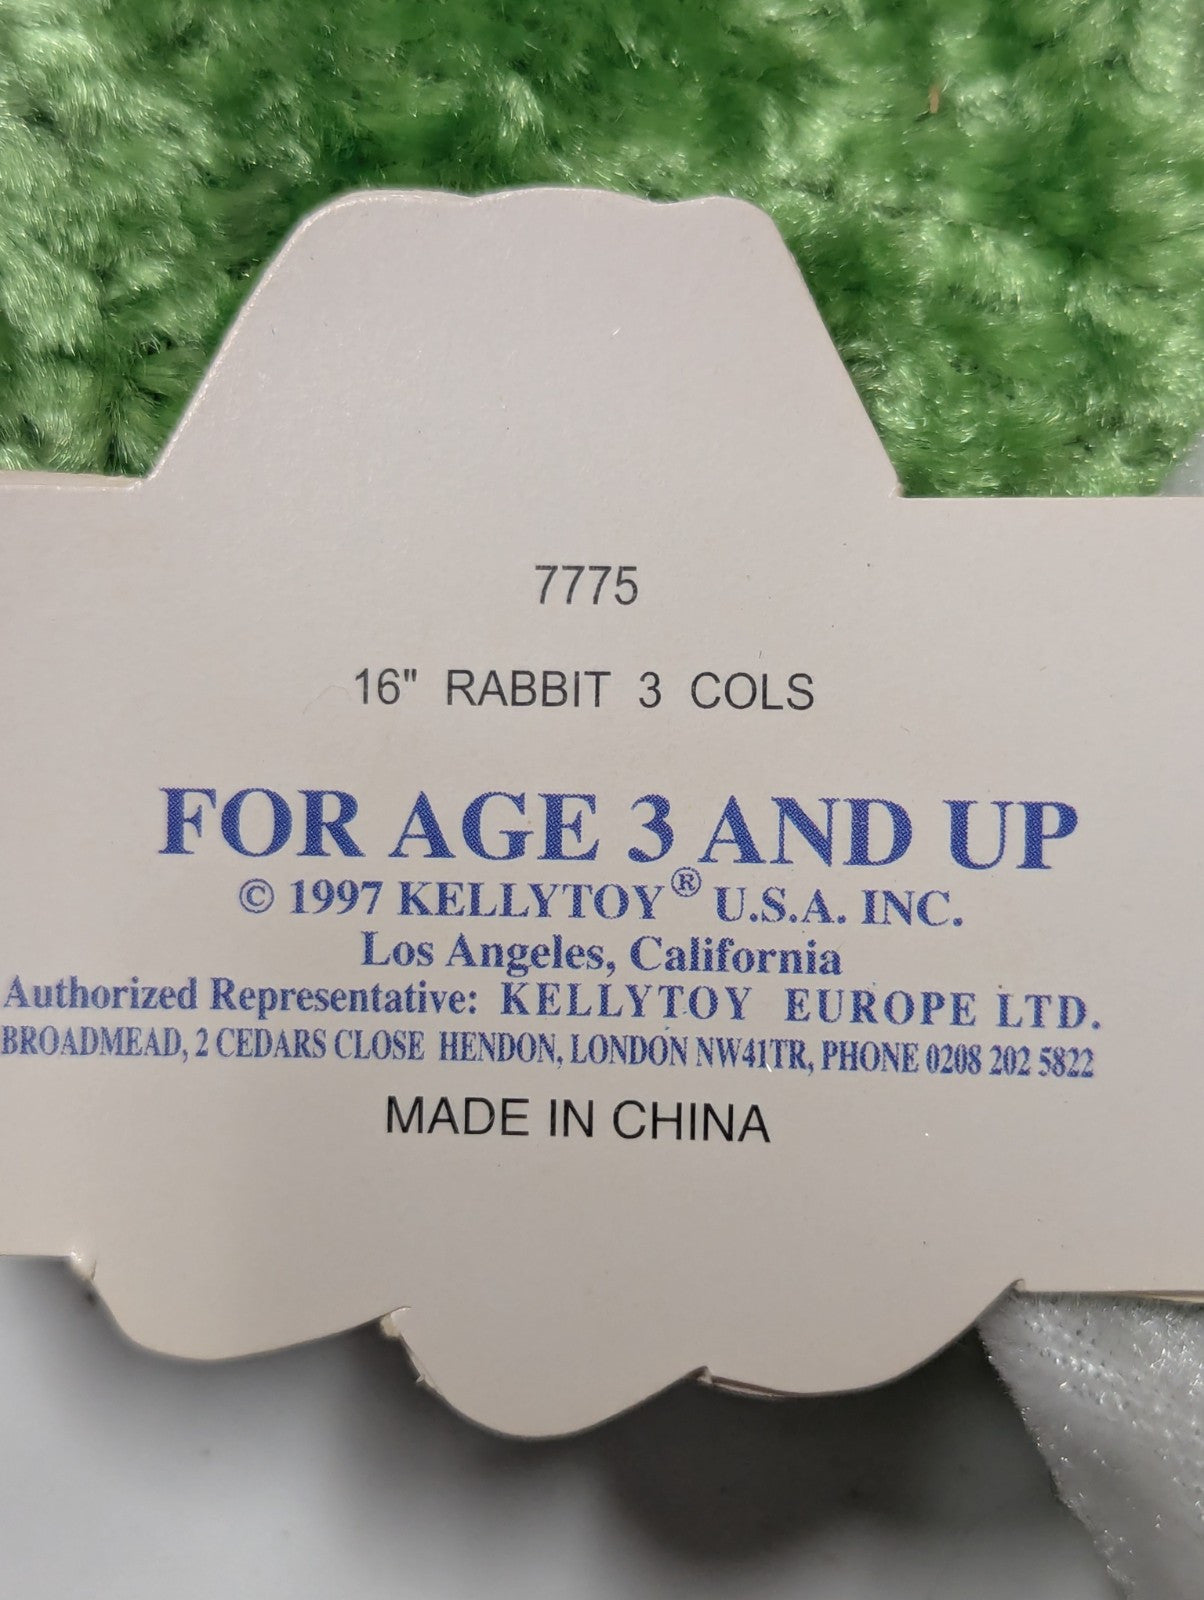 7775
16" RABBIT 3 COLS
FOR AGE 3 AND UP
© 1997 KELLYTOY® U.S.A. INC.
Los Angeles, California
Authorized Representative: KELLYTOY EUROPE LTD.
BROADMEAD, 2 CEDARS CLOSE HENDON, LONDON NW41TR, PHONE 0208 202 5822
MADE IN CHINA